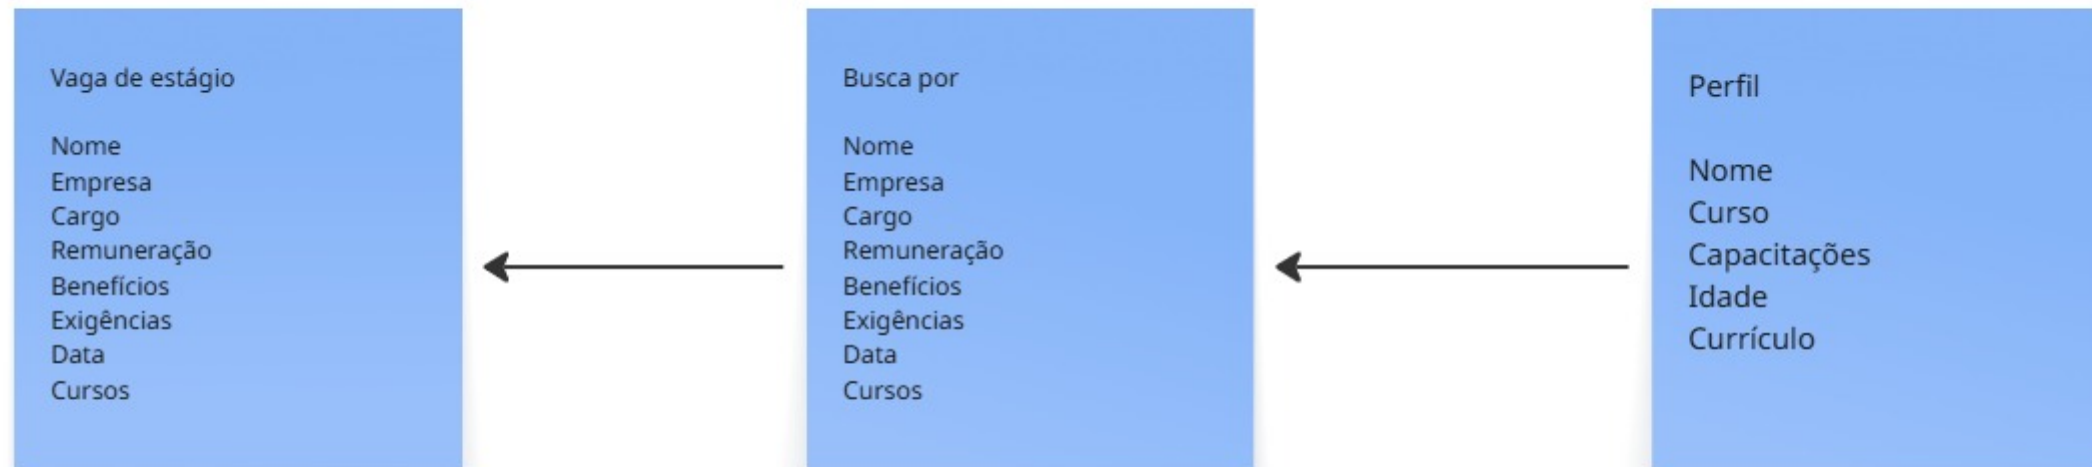 Vaga de estágio
Nome
Empresa
Cargo
Remuneração
Benefícios
Exigências
Data
Cursos
Busca por
Nome
Empresa
Cargo
Remuneração
Benefícios
Exigências
Data
Cursos
Perfil
Nome
Curso
Capacitações
Idade
Currículo